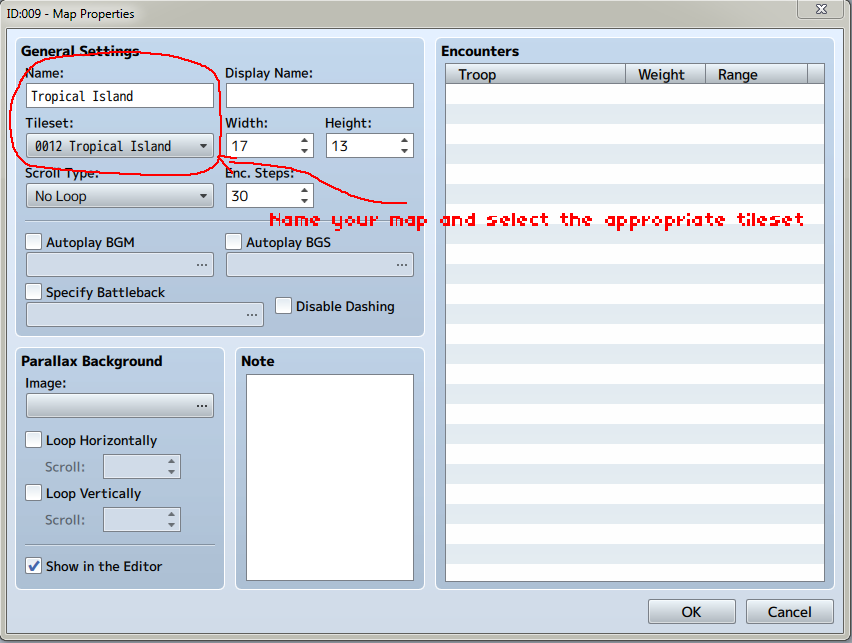 ID:009 - Map Properties
General Settings
Name:
Display Name:
Tropical Island
Tileset:
Width:
Height:
0012 Tropical Island
17
13
Scroll Type:
Enc. Steps:
No Loop
30
Name your map and select the appropriate tileset
Autoplay BGM
Autoplay BGS
...
...
Specify Battleback
...
Disable Dashing
Parallax Background
Image:
...
Loop Horizontally
Scroll:
Loop Vertically
Scroll:
Show in the Editor
Note
Encounters
Troop
Weight
Range
OK
Cancel